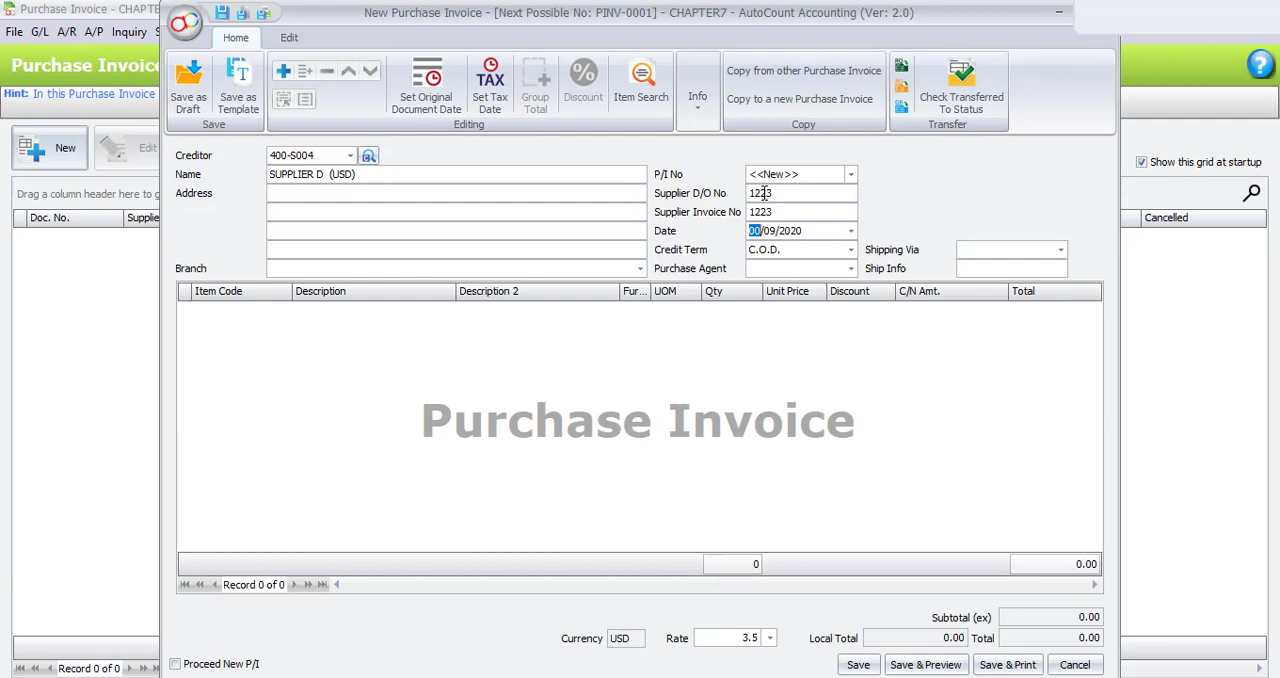 Purchase Invoice - CHAPTE
New Purchase Invoice - [Next Possible No: PINV-0001] - CHAPTER7 - AutoCount Accounting (Ver: 2.0)
File G/L A/R A/P Inquiry S
Home Edit
Purchase Invoice
Hint: In this Purchase Invoice
Save as Draft
Save as Template
Save
Set Original Document Date
Set Tax Date
TAX
Group Total
Discount
Item Search
Editing
Info
Copy from other Purchase Invoice
Copy to a new Purchase Invoice
Copy
Check Transferred To Status
Transfer
New Edit
Show this grid at startup
Drag a column header here to g
Doc. No. Supplie
Cancelled
Creditor 400-S004
Name SUPPLIER D (USD) P/I No <<New>>
Address Supplier D/O No 1223
Supplier Invoice No 1223
Date 00/09/2020
Credit Term C.O.D. Shipping Via
Branch Purchase Agent Ship Info
Item Code Description Description 2 Fur... UOM Qty Unit Price Discount C/N Amt. Total
Purchase Invoice
0 0.00
Record 0 of 0
Subtotal (ex) 0.00
Currency USD Rate 3.5 Local Total 0.00 Total 0.00
Proceed New P/I
Save Save & Preview Save & Print Cancel
Record 0 of 0